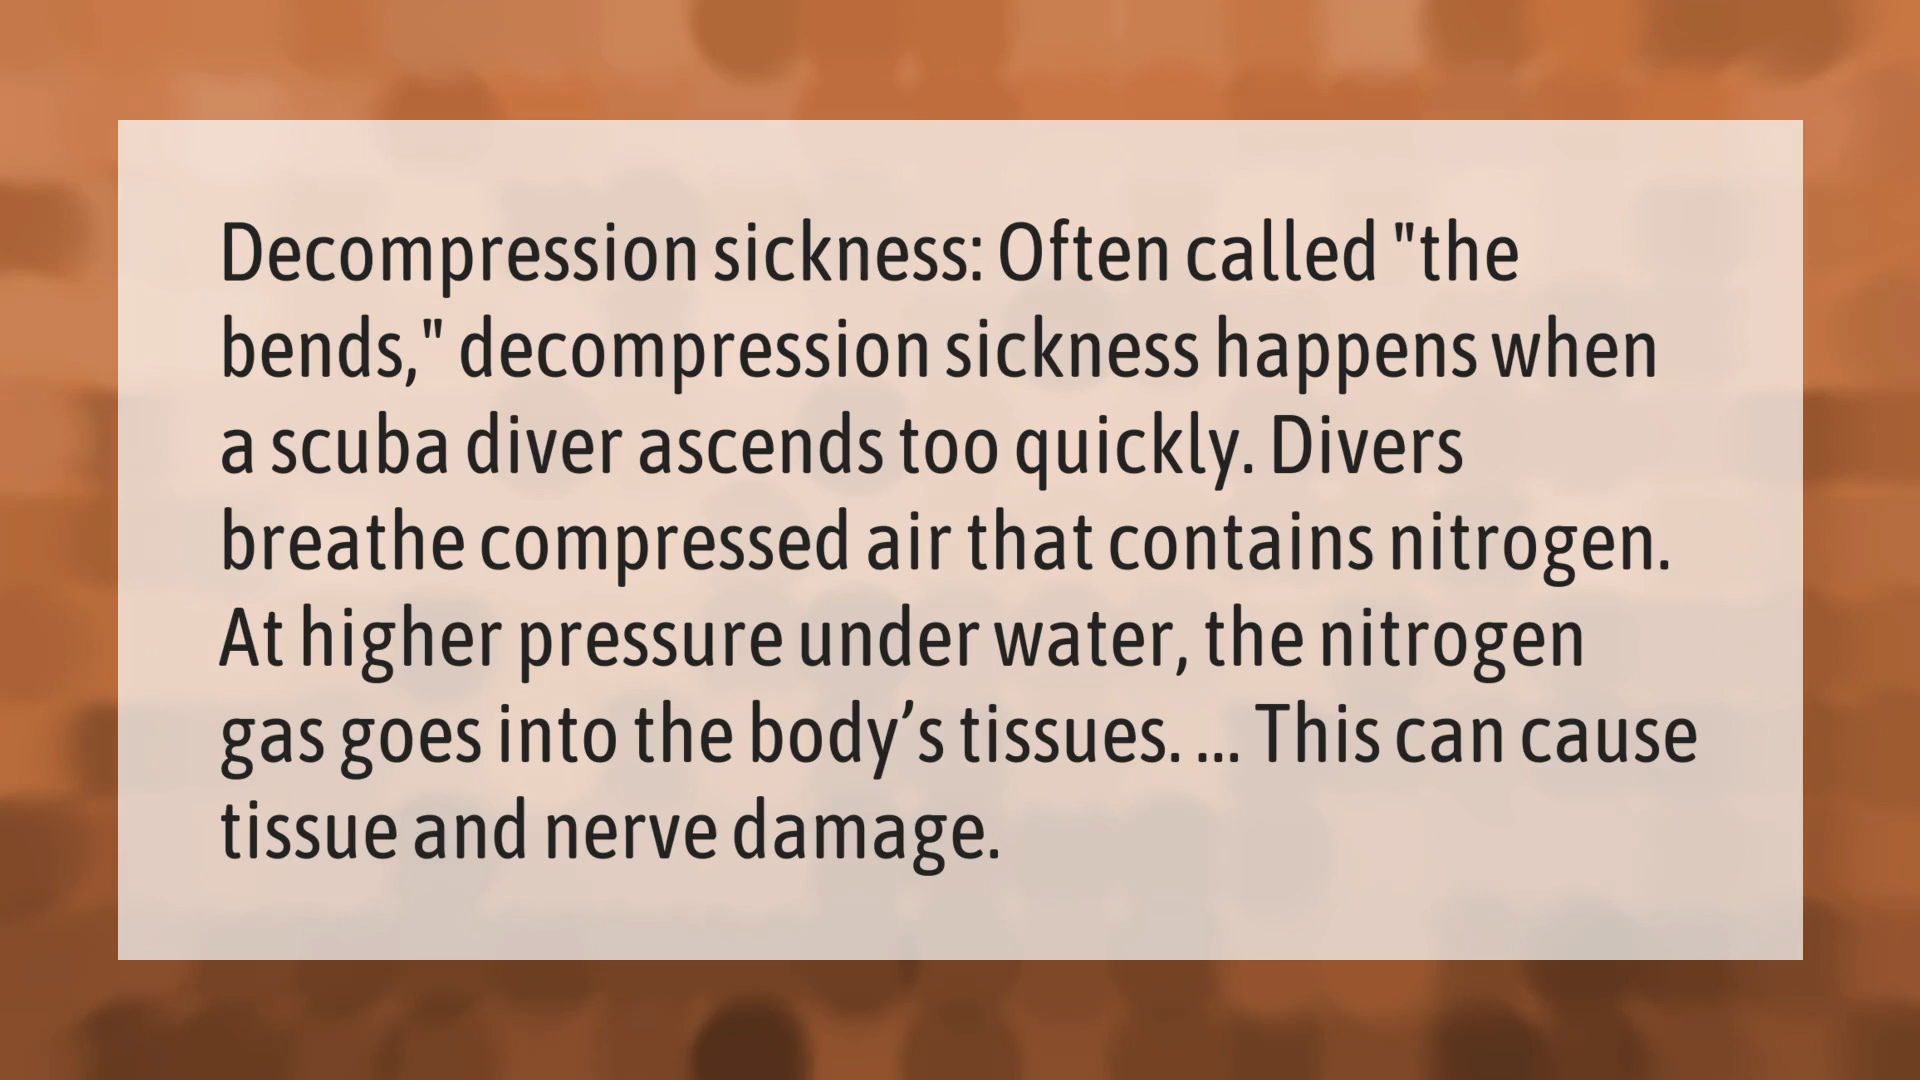 Decompression sickness: Often called "the
bends," decompression sickness happens when
a scuba diver ascends too quickly. Divers
breathe compressed air that contains nitrogen.
At higher pressure under water, the nitrogen
gas goes into the body’s tissues. ... This can cause
tissue and nerve damage.